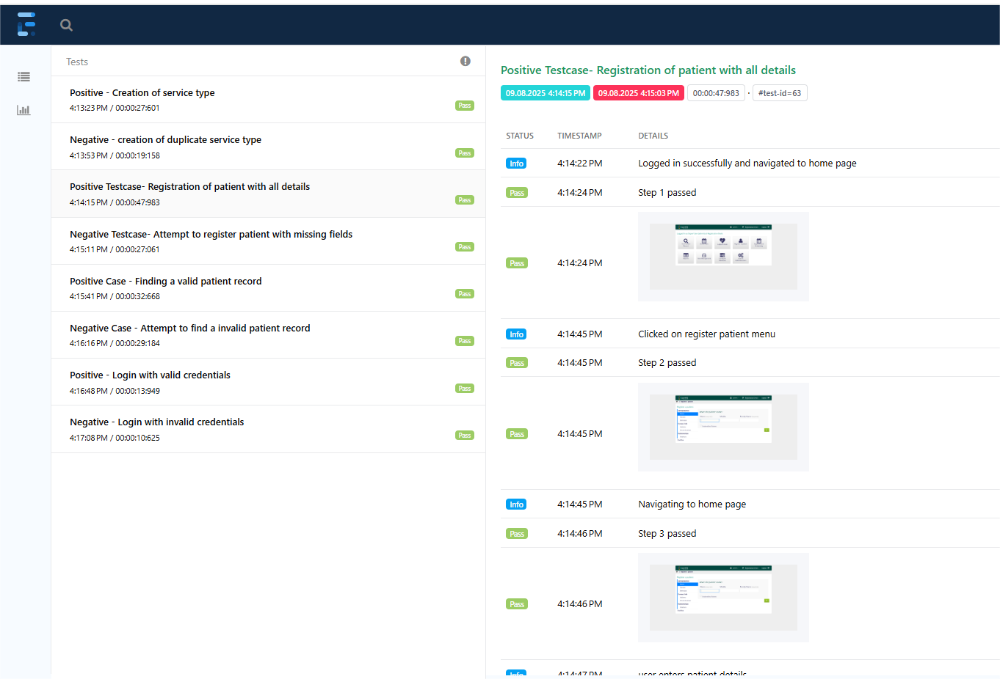 Tests
Positive - Creation of service type
4:13:23 PM / 00:00:27:601
Pass
Negative - creation of duplicate service type
4:13:53 PM / 00:00:19:158
Pass
Positive Testcase- Registration of patient with all details
4:14:15 PM / 00:00:47:983
Pass
Negative Testcase- Attempt to register patient with missing fields
4:15:11 PM / 00:00:27:061
Pass
Positive Case - Finding a valid patient record
4:15:41 PM / 00:00:32:668
Pass
Negative Case - Attempt to find a invalid patient record
4:16:16 PM / 00:00:29:184
Pass
Positive - Login with valid credentials
4:16:48 PM / 00:00:13:949
Pass
Negative - Login with invalid credentials
4:17:08 PM / 00:00:10:625
Pass
Positive Testcase- Registration of patient with all details
09.08.2025 4:14:15 PM 09.08.2025 4:15:03 PM 00:00:47:983 · #test-id=63
STATUS TIMESTAMP DETAILS
Info 4:14:22 PM Logged in successfully and navigated to home page
Pass 4:14:24 PM Step 1 passed
Pass 4:14:24 PM
Info 4:14:45 PM Clicked on register patient menu
Pass 4:14:45 PM Step 2 passed
Pass 4:14:45 PM
Info 4:14:45 PM Navigating to home page
Pass 4:14:46 PM Step 3 passed
Pass 4:14:46 PM
Info 4:14:47 PM user enters patient details